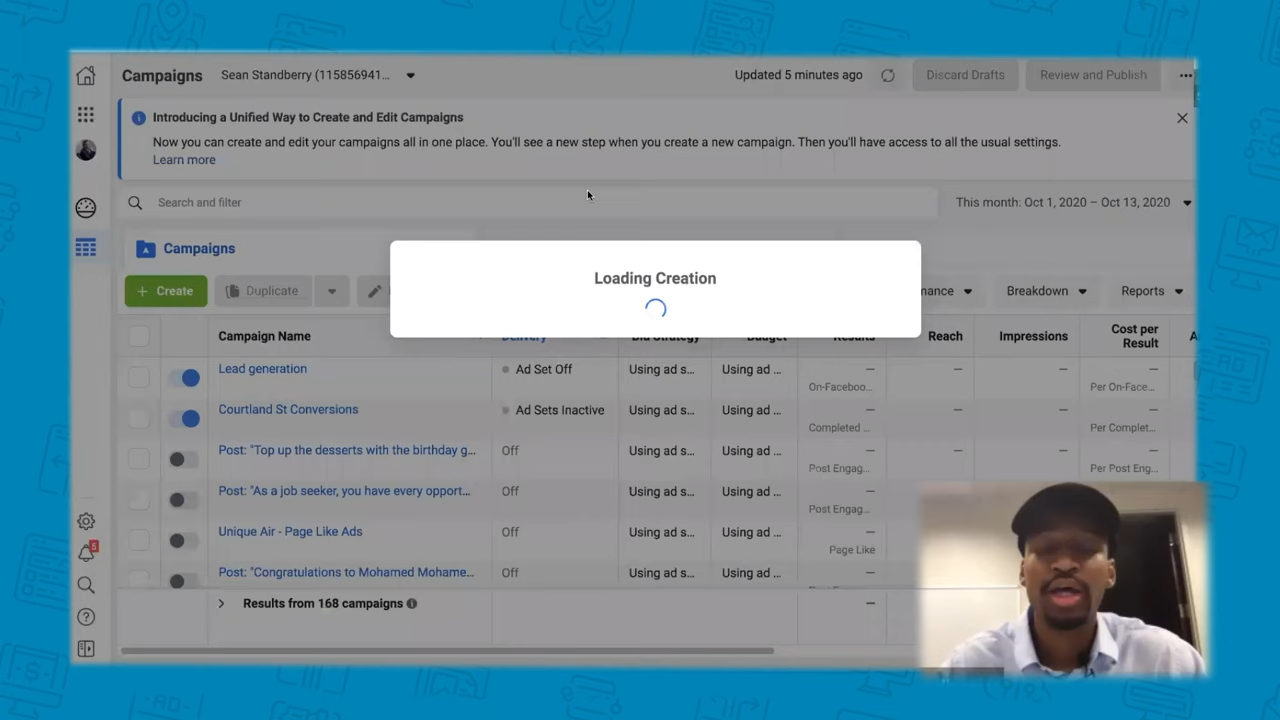 Campaigns Sean Standberry (115856941... Updated 5 minutes ago Discard Drafts Review and Publish ...
Introducing a Unified Way to Create and Edit Campaigns
Now you can create and edit your campaigns all in one place. You'll see a new step when you create a new campaign. Then you'll have access to all the usual settings.
Learn more
Search and filter This month: Oct 1, 2020 – Oct 13, 2020
Campaigns
Loading Creation
+ Create Duplicate Breakdown Reports
Campaign Name Delivery Bid Strategy Budget Results Reach Impressions Cost per
Result
Lead generation Ad Set Off Using ad s... Using ad ... — — — —
On-Faceboo... Per On-Face...
Courtland St Conversions Ad Sets Inactive Using ad s... Using ad ... — — — —
Completed ... Per Complet...
Post: "Top up the desserts with the birthday g... Off Using ad s... Using ad ... — — — —
Post Engag... Per Post Eng...
Post: "As a job seeker, you have every opport... Off Using ad s... Using ad ... —
Post Engag...
Unique Air - Page Like Ads Off Using ad s... Using ad ... —
Page Like
5
Post: "Congratulations to Mohamed Mohame... Off Using ad s... Using ad ... —
Results from 168 campaigns —